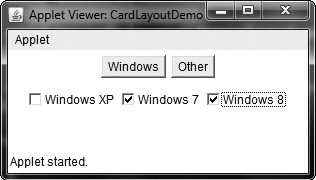 Applet Viewer: CardLayoutDemo
Applet
Windows Other
Windows XP Windows 7 Windows 8
Applet started.